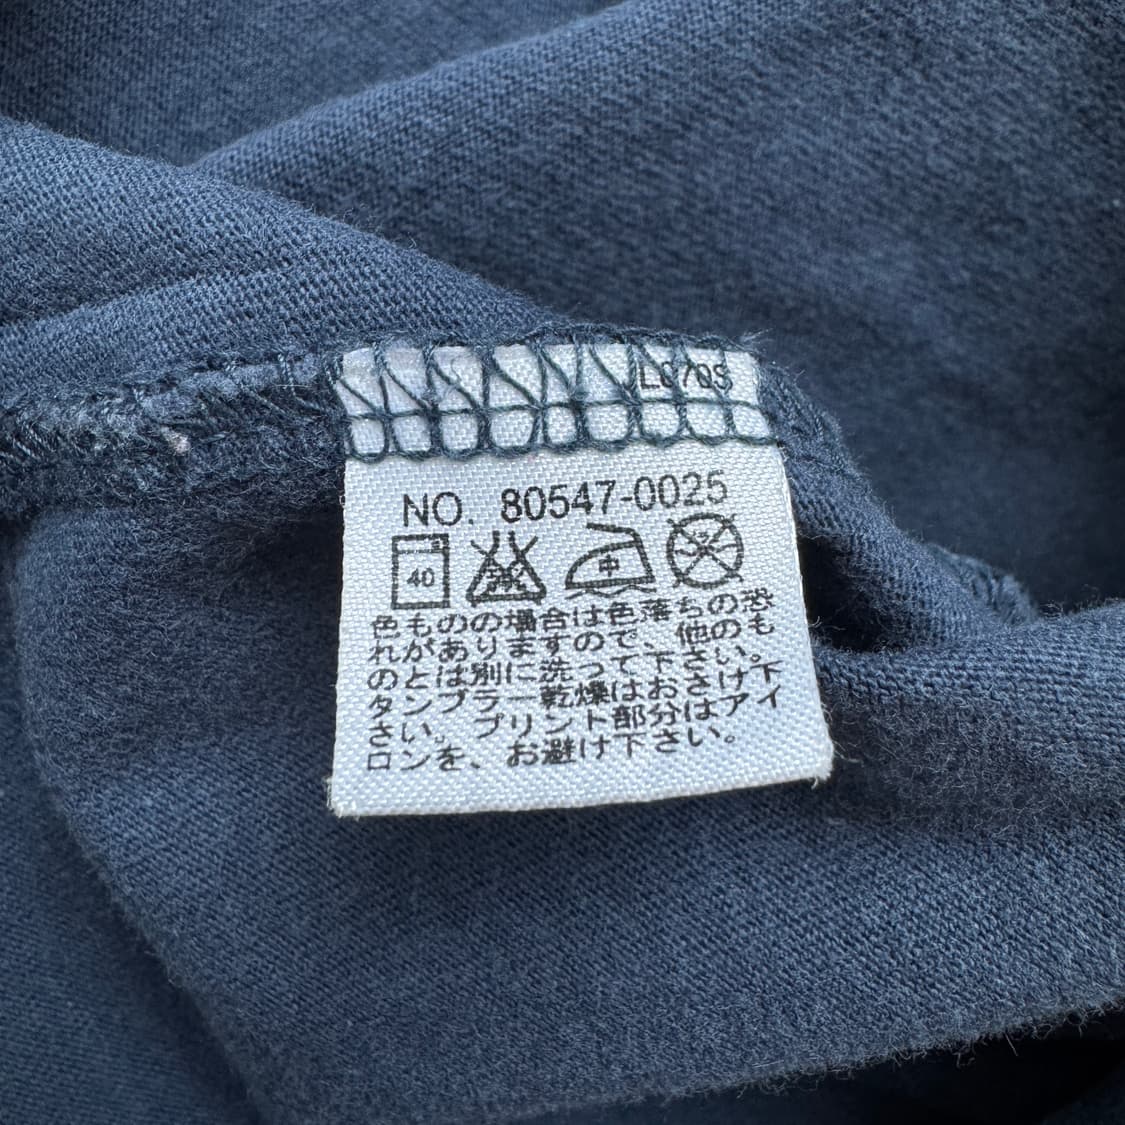 LC70S
NO. 80547-0025
40 中
色もの場合は色落ちの恐
れがありますので、他のも
のとは別に洗って下さい。
タンブラー乾燥はおさけ下
さい。プリント部分はアイ
ロンを、お避け下さい。